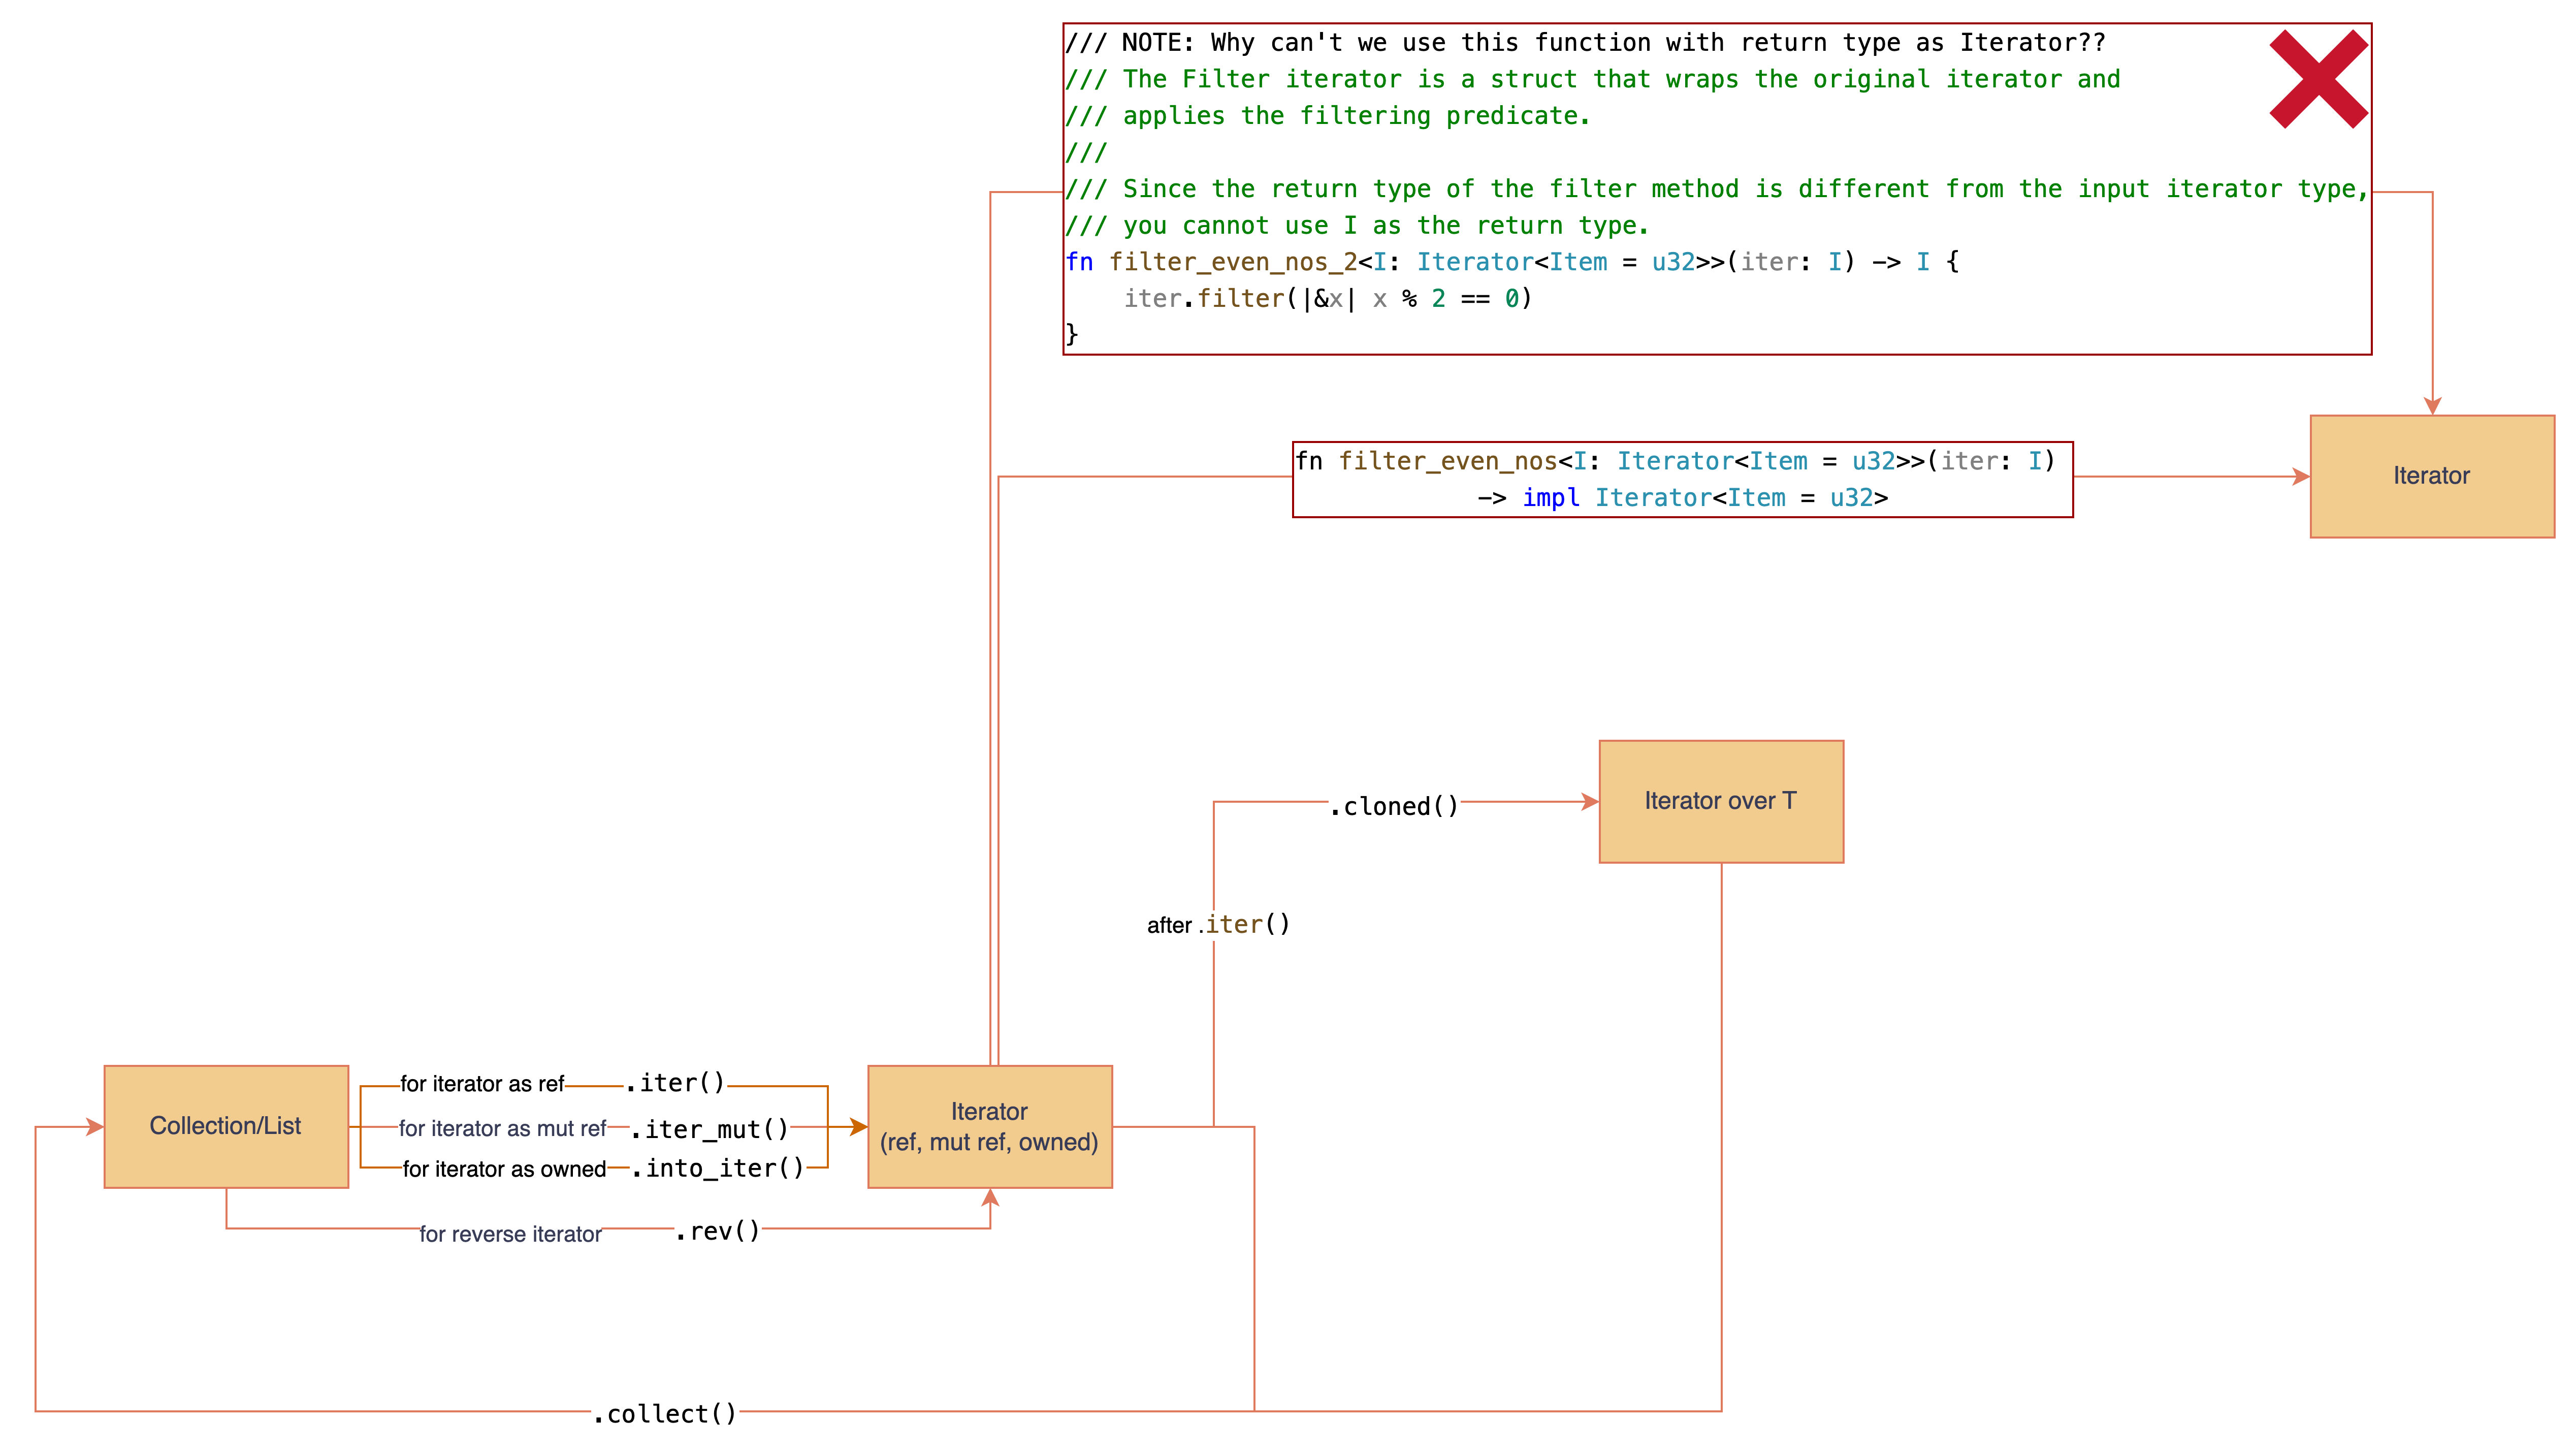 /// NOTE: Why can't we use this function with return type as Iterator??
/// The Filter iterator is a struct that wraps the original iterator and
/// applies the filtering predicate.
///
/// Since the return type of the filter method is different from the input iterator type,
/// you cannot use I as the return type.
fn filter_even_nos_2<I: Iterator<Item = u32>>(iter: I) -> I {
    iter.filter(|&x| x % 2 == 0)
}
fn filter_even_nos<I: Iterator<Item = u32>>(iter: I)
-> impl Iterator<Item = u32>
Iterator
.cloned()
Iterator over T
after .iter()
Collection/List
for iterator as ref .iter()
for iterator as mut ref .iter_mut()
for iterator as owned .into_iter()
Iterator
(ref, mut ref, owned)
for reverse iterator .rev()
.collect()